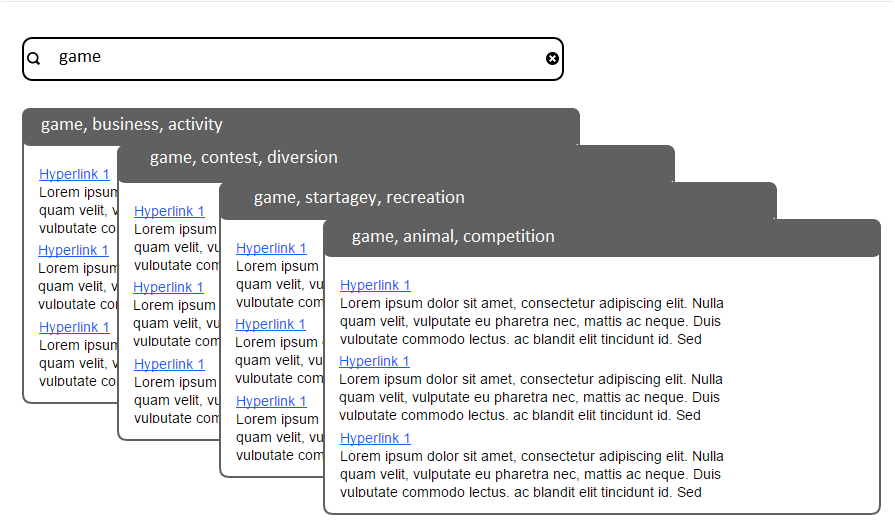 game
game, business, activity
Hyperlink 1
Lorem ipsum
quam velit, v
vulputate co
Hyperlink 1
Lorem ipsum
quam velit, v
vulputate co
Hyperlink 1
Lorem ipsum
quam velit, v
vulputate co
game, contest, diversion
Hyperlink 1
Lorem ipsum
quam velit, vu
vulputate com
Hyperlink 1
Lorem ipsum
quam velit, vu
vulputate com
Hyperlink 1
Lorem ipsum
quam velit, vu
vulputate com
game, startagey, recreation
Hyperlink 1
Lorem ipsum
quam velit, vu
vulputate com
Hyperlink 1
Lorem ipsum
quam velit, vu
vulputate com
Hyperlink 1
Lorem ipsum
quam velit, vu
vulputate com
game, animal, competition
Hyperlink 1
Lorem ipsum dolor sit amet, consectetur adipiscing elit. Nulla
quam velit, vulputate eu pharetra nec, mattis ac neque. Duis
vulputate commodo lectus, ac blandit elit tincidunt id. Sed
Hyperlink 1
Lorem ipsum dolor sit amet, consectetur adipiscing elit. Nulla
quam velit, vulputate eu pharetra nec, mattis ac neque. Duis
vulputate commodo lectus, ac blandit elit tincidunt id. Sed
Hyperlink 1
Lorem ipsum dolor sit amet, consectetur adipiscing elit. Nulla
quam velit, vulputate eu pharetra nec, mattis ac neque. Duis
vulputate commodo lectus, ac blandit elit tincidunt id. Sed